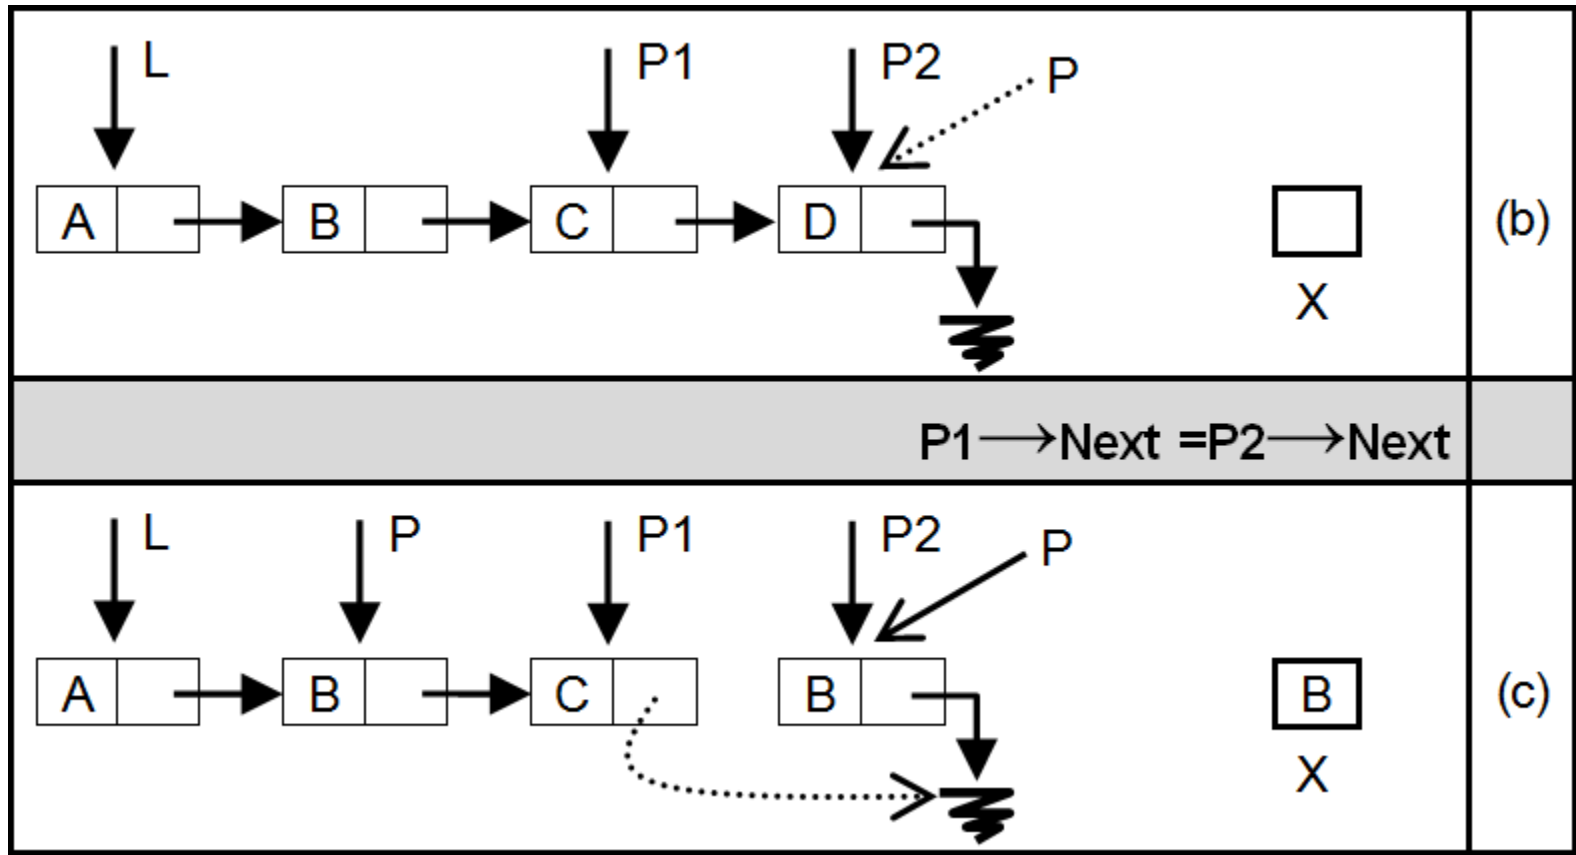 L P1 P2 P
A B C D (b)
X
P1→Next =P2→Next
L P P1 P2 P
A B C B B (c)
X